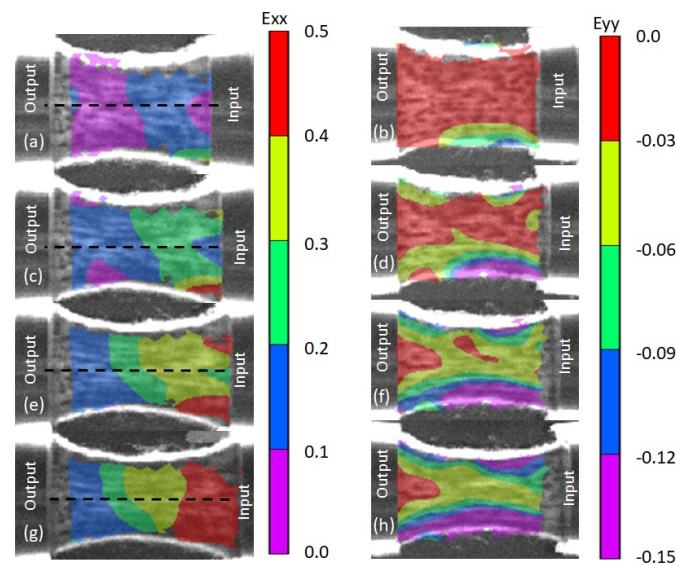 Exx
Eyy
0.5
0.4
0.3
0.2
0.1
0.0
0.0
-0.03
-0.06
-0.09
-0.12
-0.15
Output
Input
(a)
Output
Input
(b)
Output
Input
(c)
Output
Input
(d)
Output
Input
(e)
Output
Input
(f)
Output
Input
(g)
Output
Input
(h)